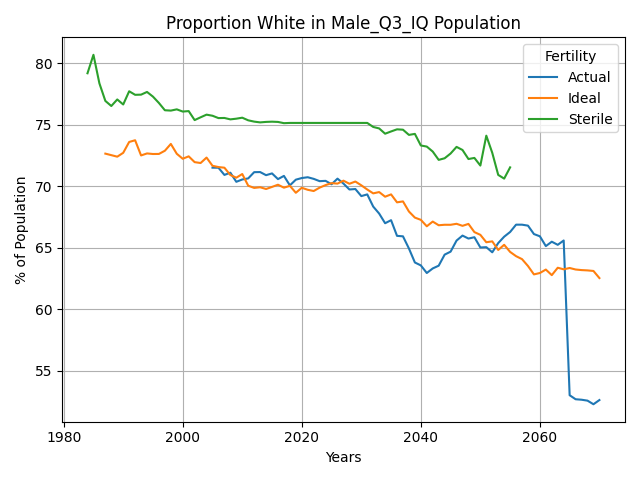 Proportion White in Male_Q3_IQ Population
Fertility
Actual
Ideal
Sterile
% of Population
80
75
70
65
60
55
1980
2000
2020
2040
2060
Years